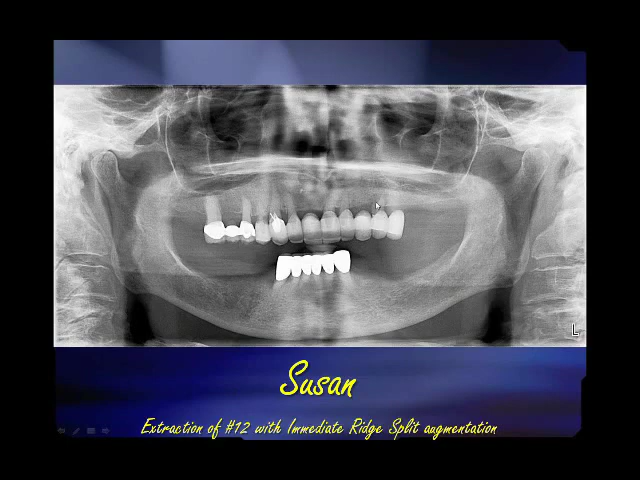 L
Susan
Extraction of #12 with Immediate Ridge Split augmentation